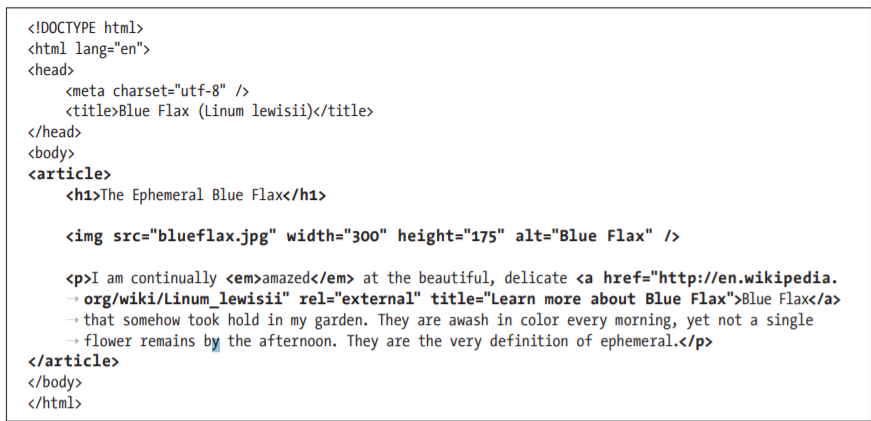 <!DOCTYPE html>
<html lang="en">
<head>
<meta charset="utf-8" />
<title>Blue Flax (Linum lewisii)</title>
</head>
<body>
<article>
<h1>The Ephemeral Blue Flax</h1>
<img src="blueflax.jpg" width="300" height="175" alt="Blue Flax" />
<p>I am continually <em>amazed</em> at the beautiful, delicate <a href="http://en.wikipedia.
→ org/wiki/Linum_lewisii" rel="external" title="Learn more about Blue Flax">Blue Flax</a>
→ that somehow took hold in my garden. They are awash in color every morning, yet not a single
→ flower remains by the afternoon. They are the very definition of ephemeral.</p>
</article>
</body>
</html>